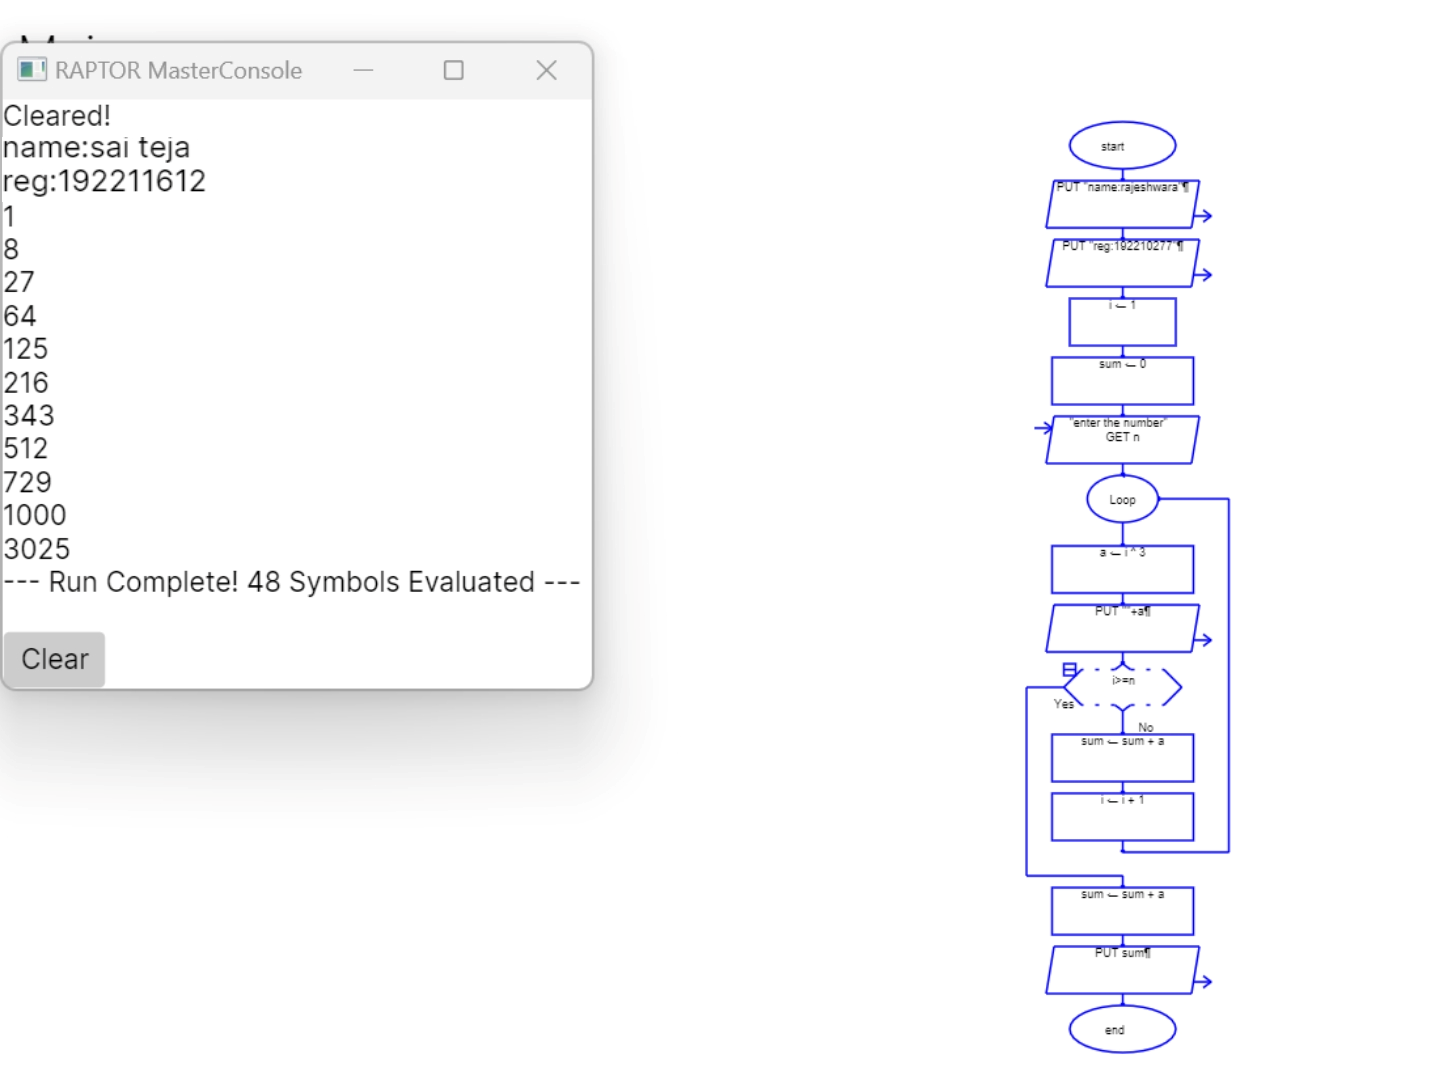 RAPTOR MasterConsole
Cleared!
name:sai teja
reg:192211612
1
8
27
64
125
216
343
512
729
1000
3025
--- Run Complete! 48 Symbols Evaluated ---
Clear
start
PUT "name:rajeshwara"¶
PUT "reg:192210277"¶
i ← 1
sum ← 0
"enter the number"
GET n
Loop
a ← i ^ 3
PUT ""+a¶
i>=n
Yes
No
sum ← sum + a
i ← i + 1
sum ← sum + a
PUT sum¶
end